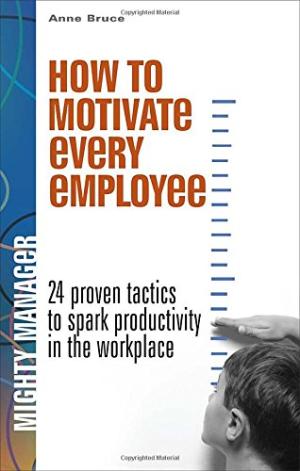 Anne Bruce
HOW TO
MOTIVATE
eVeRY
eMPLOYee
24 proven tactics
to spark productivity
in the workplace
MIGHTY MANAGER